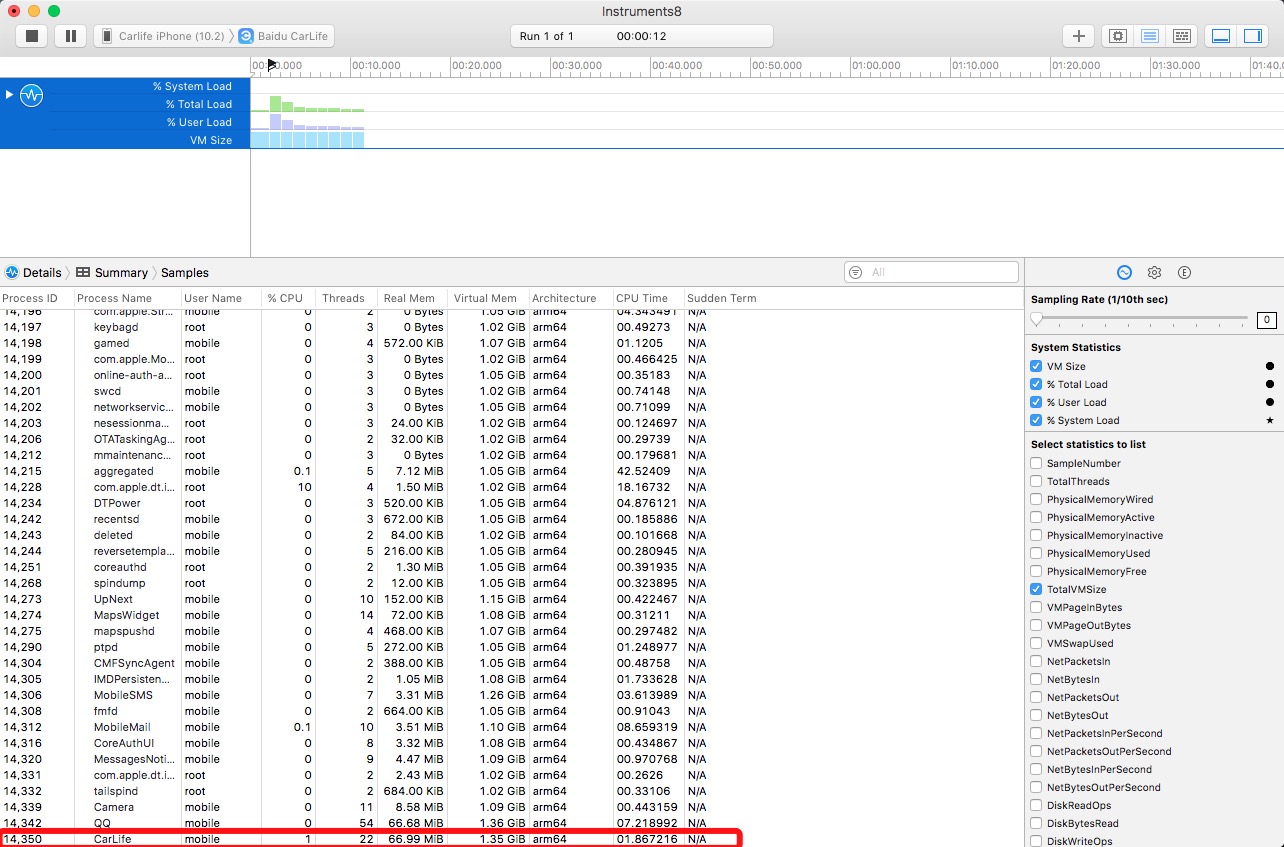 Instruments8
Carlife iPhone (10.2) 〉 Baidu CarLife
Run 1 of 1 00:00:12
00:10.000 00:20.000 00:30.000 00:40.000 00:50.000 01:00.000 01:10.000 01:20.000 01:30.000
% System Load
% Total Load
% User Load
VM Size
Details 〉 Summary 〉 Samples
All
E
Process ID Process Name User Name % CPU Threads Real Mem Virtual Mem Architecture CPU Time Sudden Term
14,196 com.apple.Str... mobile 0 2 0 Bytes 1.05 GiB arm64 04.343491 N/A
14,197 keybagd root 0 3 0 Bytes 1.02 GiB arm64 00.49273 N/A
14,198 gamed mobile 0 4 572.00 KiB 1.07 GiB arm64 01.1205 N/A
14,199 com.apple.Mo... root 0 3 0 Bytes 1.02 GiB arm64 00.466425 N/A
14,200 online-auth-a... root 0 3 0 Bytes 1.02 GiB arm64 00.35183 N/A
14,201 swcd mobile 0 3 0 Bytes 1.02 GiB arm64 00.74148 N/A
14,202 networkservic... mobile 0 3 0 Bytes 1.02 GiB arm64 00.71099 N/A
14,203 nesessionma... root 0 3 24.00 KiB 1.02 GiB arm64 00.124697 N/A
14,206 OTATaskingAg... root 0 2 32.00 KiB 1.02 GiB arm64 00.29739 N/A
14,212 mmaintenanc... root 0 2 0 Bytes 1.02 GiB arm64 00.179681 N/A
14,215 aggregated mobile 0.1 5 7.12 MiB 1.05 GiB arm64 42.52409 N/A
14,228 com.apple.dt.i... root 10 4 1.50 MiB 1.02 GiB arm64 18.16732 N/A
14,234 DTPower root 0 3 520.00 KiB 1.05 GiB arm64 04.876121 N/A
14,242 recentsd mobile 0 3 672.00 KiB 1.05 GiB arm64 00.185886 N/A
14,243 deleted mobile 0 2 84.00 KiB 1.02 GiB arm64 00.101668 N/A
14,244 reversetempla... mobile 0 5 216.00 KiB 1.05 GiB arm64 00.280945 N/A
14,251 coreauthd root 0 2 1.30 MiB 1.05 GiB arm64 00.391935 N/A
14,268 spindump root 0 2 12.00 KiB 1.02 GiB arm64 00.323895 N/A
14,273 UpNext mobile 0 10 152.00 KiB 1.15 GiB arm64 00.422467 N/A
14,274 MapsWidget mobile 0 14 72.00 KiB 1.08 GiB arm64 00.31211 N/A
14,275 mapspushd mobile 0 4 468.00 KiB 1.07 GiB arm64 00.297482 N/A
14,290 ptpd mobile 0 5 272.00 KiB 1.05 GiB arm64 01.248977 N/A
14,304 CMFSyncAgent mobile 0 2 388.00 KiB 1.05 GiB arm64 00.48758 N/A
14,305 IMDPersisten... mobile 0 2 1.05 MiB 1.08 GiB arm64 01.733628 N/A
14,306 MobileSMS mobile 0 7 3.31 MiB 1.26 GiB arm64 03.613989 N/A
14,308 fmfd mobile 0 2 664.00 KiB 1.05 GiB arm64 00.91043 N/A
14,312 MobileMail mobile 0.1 10 3.51 MiB 1.10 GiB arm64 08.659319 N/A
14,316 CoreAuthUI mobile 0 8 3.32 MiB 1.08 GiB arm64 00.434867 N/A
14,320 MessagesNoti... mobile 0 9 4.47 MiB 1.09 GiB arm64 00.970768 N/A
14,331 com.apple.dt.i... root 0 2 2.43 MiB 1.02 GiB arm64 00.2626 N/A
14,332 tailspind root 0 2 684.00 KiB 1.02 GiB arm64 00.33106 N/A
14,339 Camera mobile 0 11 8.58 MiB 1.09 GiB arm64 00.443159 N/A
14,342 QQ mobile 0 54 66.68 MiB 1.36 GiB arm64 07.218992 N/A
14,350 CarLife mobile 1 22 66.99 MiB 1.35 GiB arm64 01.867216 N/A
Sampling Rate (1/10th sec)
0
System Statistics
VM Size
% Total Load
% User Load
% System Load
Select statistics to list
SampleNumber
TotalThreads
PhysicalMemoryWired
PhysicalMemoryActive
PhysicalMemoryInactive
PhysicalMemoryUsed
PhysicalMemoryFree
TotalVMSize
VMPageInBytes
VMPageOutBytes
VMSwapUsed
NetPacketsIn
NetBytesIn
NetPacketsOut
NetBytesOut
NetPacketsInPerSecond
NetPacketsOutPerSecond
NetBytesInPerSecond
NetBytesOutPerSecond
DiskReadOps
DiskBytesRead
DiskWriteOps